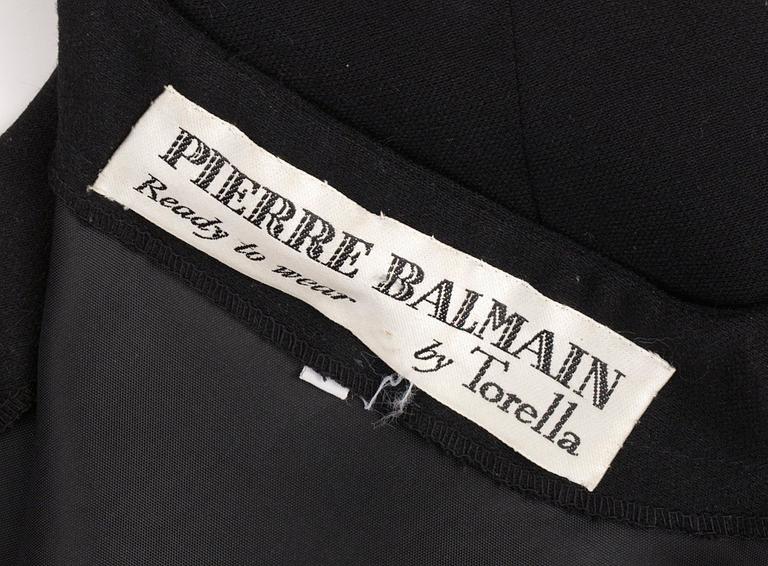 PIERRE BALMAIN
Ready to wear
by Torella